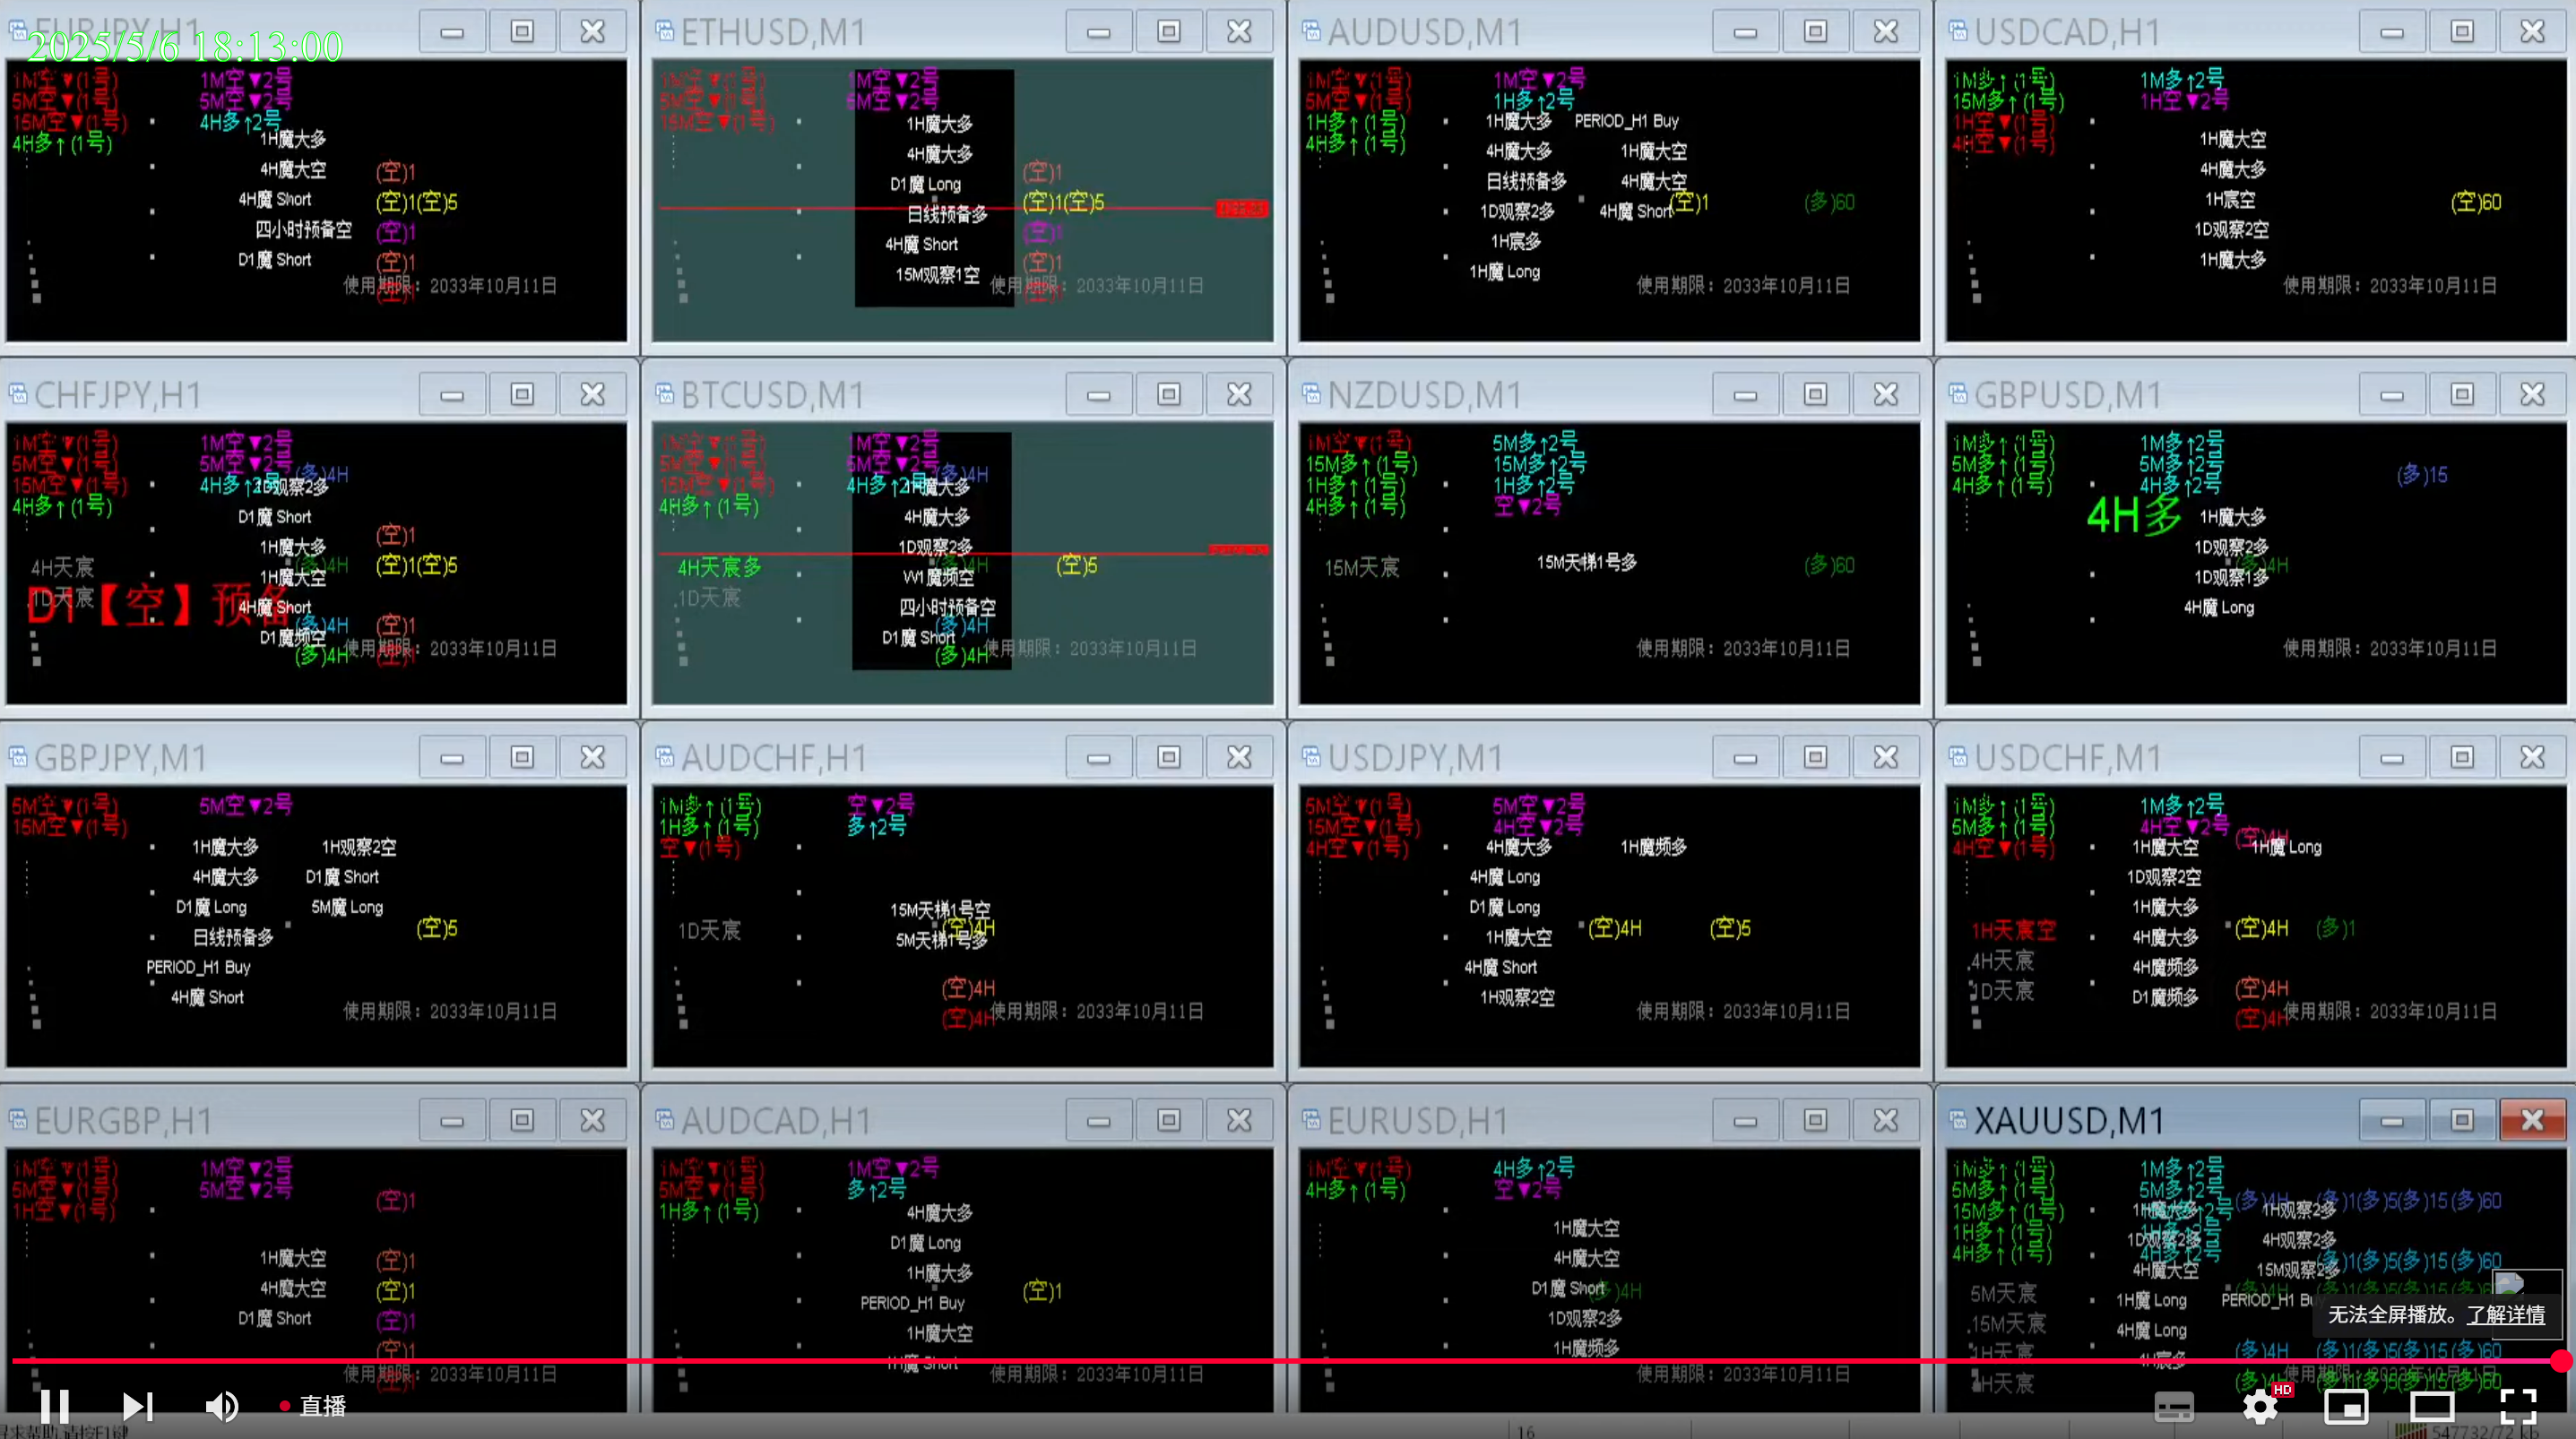 EURJPY,H1
2025/5/6 18:13:00
1M空▼(1号)
5M空▼(1号)
15M空▼(1号)
4H多↑(1号)
1M空▼2号
5M空▼2号
4H多↑2号
1H魔大多
4H魔大空
4H魔 Short
四小时预备空
D1魔 Short
(空)1
(空)1(空)5
(空)1
(空)1
使用期限：2033年10月11日
ETHUSD,M1
1M空▼(1号)
5M空▼(1号)
15M空▼(1号)
1M空▼2号
5M空▼2号
1H魔大多
4H魔大多
D1魔 Long
日线预备多
4H魔 Short
15M观察1空
(空)1
(空)1(空)5
(空)1
(空)1
使用期限：2033年10月11日
AUDUSD,M1
1M空▼(1号)
5M空▼(1号)
1H多↑(1号)
4H多↑(1号)
1M空▼2号
1H多↑2号
1H魔大多
4H魔大多
日线预备多
1D观察2多
1H宸多
1H魔 Long
PERIOD_H1 Buy
1H魔大空
4H魔大空
4H魔 Short
(空)1
(多)60
使用期限：2033年10月11日
USDCAD,H1
1M多↑(1号)
15M多↑(1号)
1H空▼(1号)
4H空▼(1号)
1M多↑2号
1H空▼2号
1H魔大空
4H魔大多
1H宸空
1D观察2空
1H魔大多
(空)60
使用期限：2033年10月11日
CHFJPY,H1
1M空▼(1号)
5M空▼(1号)
15M空▼(1号)
4H多↑(1号)
1M空▼2号
5M空▼2号
4H多↑2号
(多)4H
1D观察2多
D1魔 Short
1H魔大多
1H魔大空
4H魔 Short
D1魔频空
4H天宸
1D天宸
D1【空】预备
(多)4H
(多)4H
(多)4H
(空)1
(空)1(空)5
(空)1
使用期限：2033年10月11日
BTCUSD,M1
1M空▼(1号)
5M空▼(1号)
15M空▼(1号)
4H多↑(1号)
1M空▼2号
5M空▼2号
4H多↑2号
(多)4H
1H魔大多
4H魔大多
1D观察2多
W1魔频空
四小时预备空
D1魔 Short
4H天宸多
1D天宸
(多)4H
(多)4H
(多)4H
(空)5
使用期限：2033年10月11日
NZDUSD,M1
1M空▼(1号)
15M多↑(1号)
1H多↑(1号)
4H多↑(1号)
5M多↑2号
15M多↑2号
1H多↑2号
空▼2号
15M天宸
15M天梯1号多
(多)60
使用期限：2033年10月11日
GBPUSD,M1
1M多↑(1号)
5M多↑(1号)
4H多↑(1号)
1M多↑2号
5M多↑2号
4H多↑2号
(多)15
4H多
1H魔大多
1D观察2多
(多)4H
1D观察1多
4H魔 Long
使用期限：2033年10月11日
GBPJPY,M1
5M空▼(1号)
15M空▼(1号)
5M空▼2号
1H魔大多
4H魔大多
D1魔 Long
日线预备多
PERIOD_H1 Buy
4H魔 Short
1H观察2空
D1魔 Short
5M魔 Long
(空)5
使用期限：2033年10月11日
AUDCHF,H1
1M多↑(1号)
1H多↑(1号)
空▼(1号)
空▼2号
多↑2号
1D天宸
15M天梯1号空
(空)4H
5M天梯1号多
(空)4H
(空)4H
使用期限：2033年10月11日
USDJPY,M1
5M空▼(1号)
15M空▼(1号)
4H空▼(1号)
5M空▼2号
4H空▼2号
4H魔大多
4H魔 Long
D1魔 Long
1H魔大空
4H魔 Short
1H观察2空
1H魔频多
(空)4H
(空)5
使用期限：2033年10月11日
USDCHF,M1
1M多↑(1号)
5M多↑(1号)
4H空▼(1号)
1M多↑2号
4H空▼2号
(空)4H
1H魔大空
1D观察2空
1H魔大多
4H魔大多
4H魔频多
D1魔频多
1H魔 Long
1H天宸空
4H天宸
1D天宸
(空)4H
(多)1
(空)4H
(空)4H
使用期限：2033年10月11日
EURGBP,H1
1M空▼(1号)
5M空▼(1号)
1H空▼(1号)
1M空▼2号
5M空▼2号
1H魔大空
4H魔大空
D1魔 Short
(空)1
(空)1
(空)1
(空)1
(空)1
使用期限：2033年10月11日
AUDCAD,H1
1M空▼(1号)
5M空▼(1号)
1H多↑(1号)
1M空▼2号
多↑2号
4H魔大多
D1魔 Long
1H魔大多
PERIOD_H1 Buy
1H魔大空
1H魔 Short
(空)1
使用期限：2033年10月11日
EURUSD,H1
1M空▼(1号)
4H多↑(1号)
4H多↑2号
空▼2号
1H魔大空
4H魔大空
D1魔 Short
1D观察2多
1H魔频多
使用期限：2033年10月11日
XAUUSD,M1
1M多↑(1号)
5M多↑(1号)
15M多↑(1号)
1H多↑(1号)
4H多↑(1号)
1M多↑2号
5M多↑2号
(多)4H
(多)1(多)5(多)15(多)60
1H观察2多
4H观察2多
4H魔大空
15M观察2多
1H魔 Long
PERIOD_H1 Buy
4H魔 Long
5M天宸
15M天宸
1H天宸
4H天宸
(多)4H
(多)1(多)5(多)15(多)60
无法全屏播放。了解详情
直播
HD
16